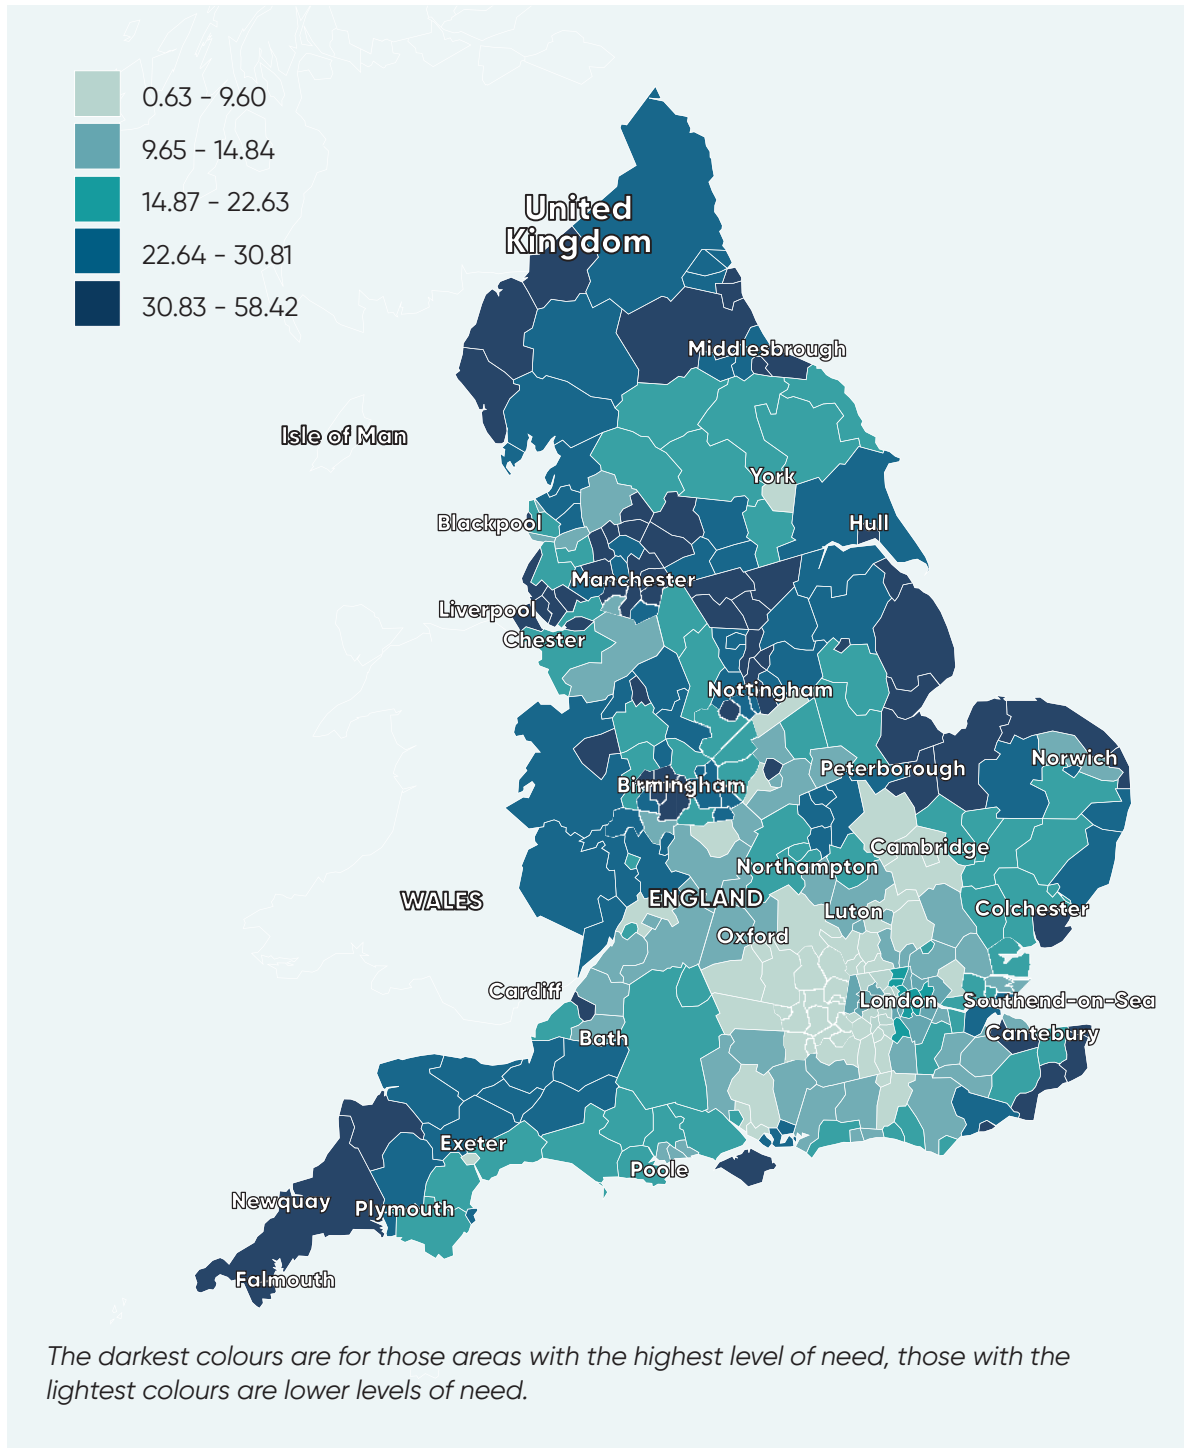 0.63 - 9.60
9.65 - 14.84
14.87 - 22.63
22.64 - 30.81
30.83 - 58.42
United
Kingdom
Middlesbrough
Isle of Man
York
Blackpool
Hull
Manchester
Liverpool
Chester
Nottingham
Norwich
Peterborough
Birmingham
Cambridge
Northampton
WALES
ENGLAND
Luton
Colchester
Oxford
Cardiff
London
Southend-on-Sea
Bath
Cantebury
Exeter
Poole
Newquay
Plymouth
Falmouth
The darkest colours are for those areas with the highest level of need, those with the
lightest colours are lower levels of need.